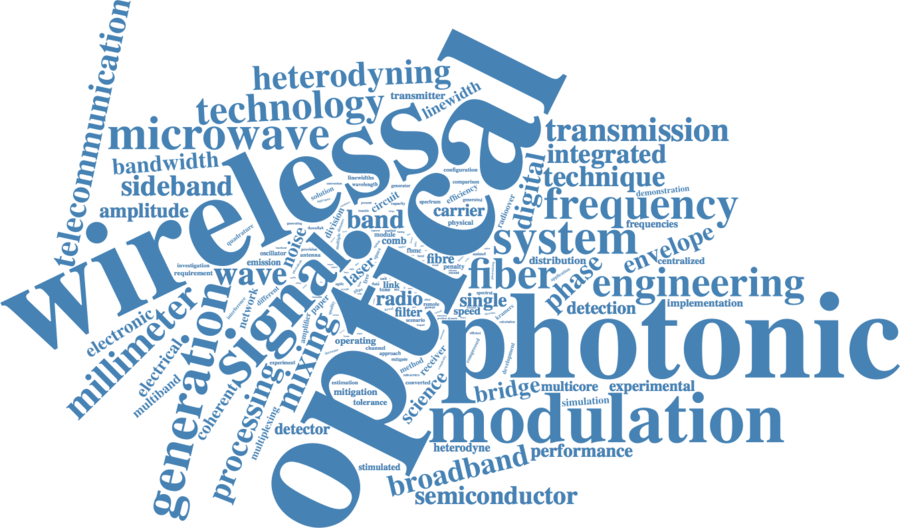 telecommunication
heterodyning
technology
transmitter
linewidth
microwave
bandwidth
sideband
amplitude
wireless
optical
transmission
integrated
technique
demonstration
digital
frequency
frequencies
system
envelope
distribution
centralized
fiber
phase
engineering
detection
implementation
photonic
configuration
comparison
efficiency
spectrum
generated
carrier
physical
radioover
linewidths
wavelength
generator
solution
circuit
division
band
module
comb
noise
quadrature
oscillator
emission
antenna
investigation
requirement
wave
laser
fibre
penalty
link
radio
filter
scenario
single
speed
signal
network
different
millimeter
electronic
electrical
multiband
generation
coherent
processing
multiplexing
experiment
amplifier
paper
mixing
operating
channel
approach
method
receiver
converted
estimation
mitigation
tolerance
science
development
bridge
multicore
experimental
simulation
modulation
detector
heterodyne
performance
stimulated
broadband
semiconductor